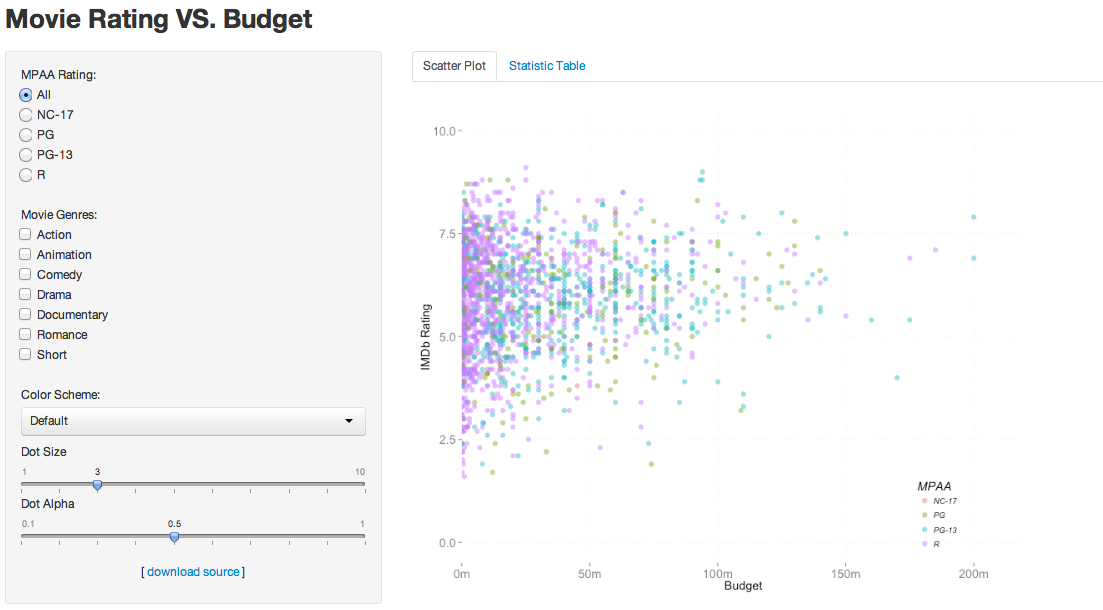 Movie Rating VS. Budget
MPAA Rating:
All
NC-17
PG
PG-13
R
Movie Genres:
Action
Animation
Comedy
Drama
Documentary
Romance
Short
Color Scheme:
Default
Dot Size
1 3 10
Dot Alpha
0.1 0.5 1
[ download source ]
Scatter Plot Statistic Table
10.0
7.5
5.0
2.5
0.0
IMDb Rating
MPAA
NC-17
PG
PG-13
R
0m 50m 100m 150m 200m
Budget